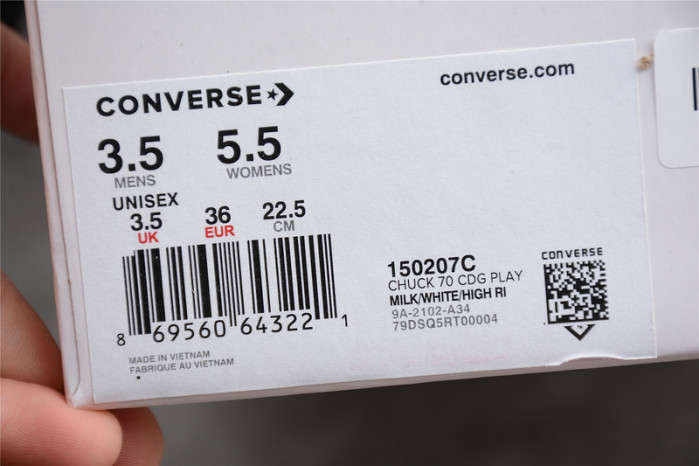 CONVERSE
converse.com
3.5 5.5
MENS WOMENS
UNISEX
3.5 36 22.5
UK EUR CM
8 69560 64322 1
MADE IN VIETNAM
FABRIQUE AU VIETNAM
150207C
CHUCK 70 CDG PLAY
MILK/WHITE/HIGH RI
9A-2102-A34
79DSQ5RT00004
CONVERSE